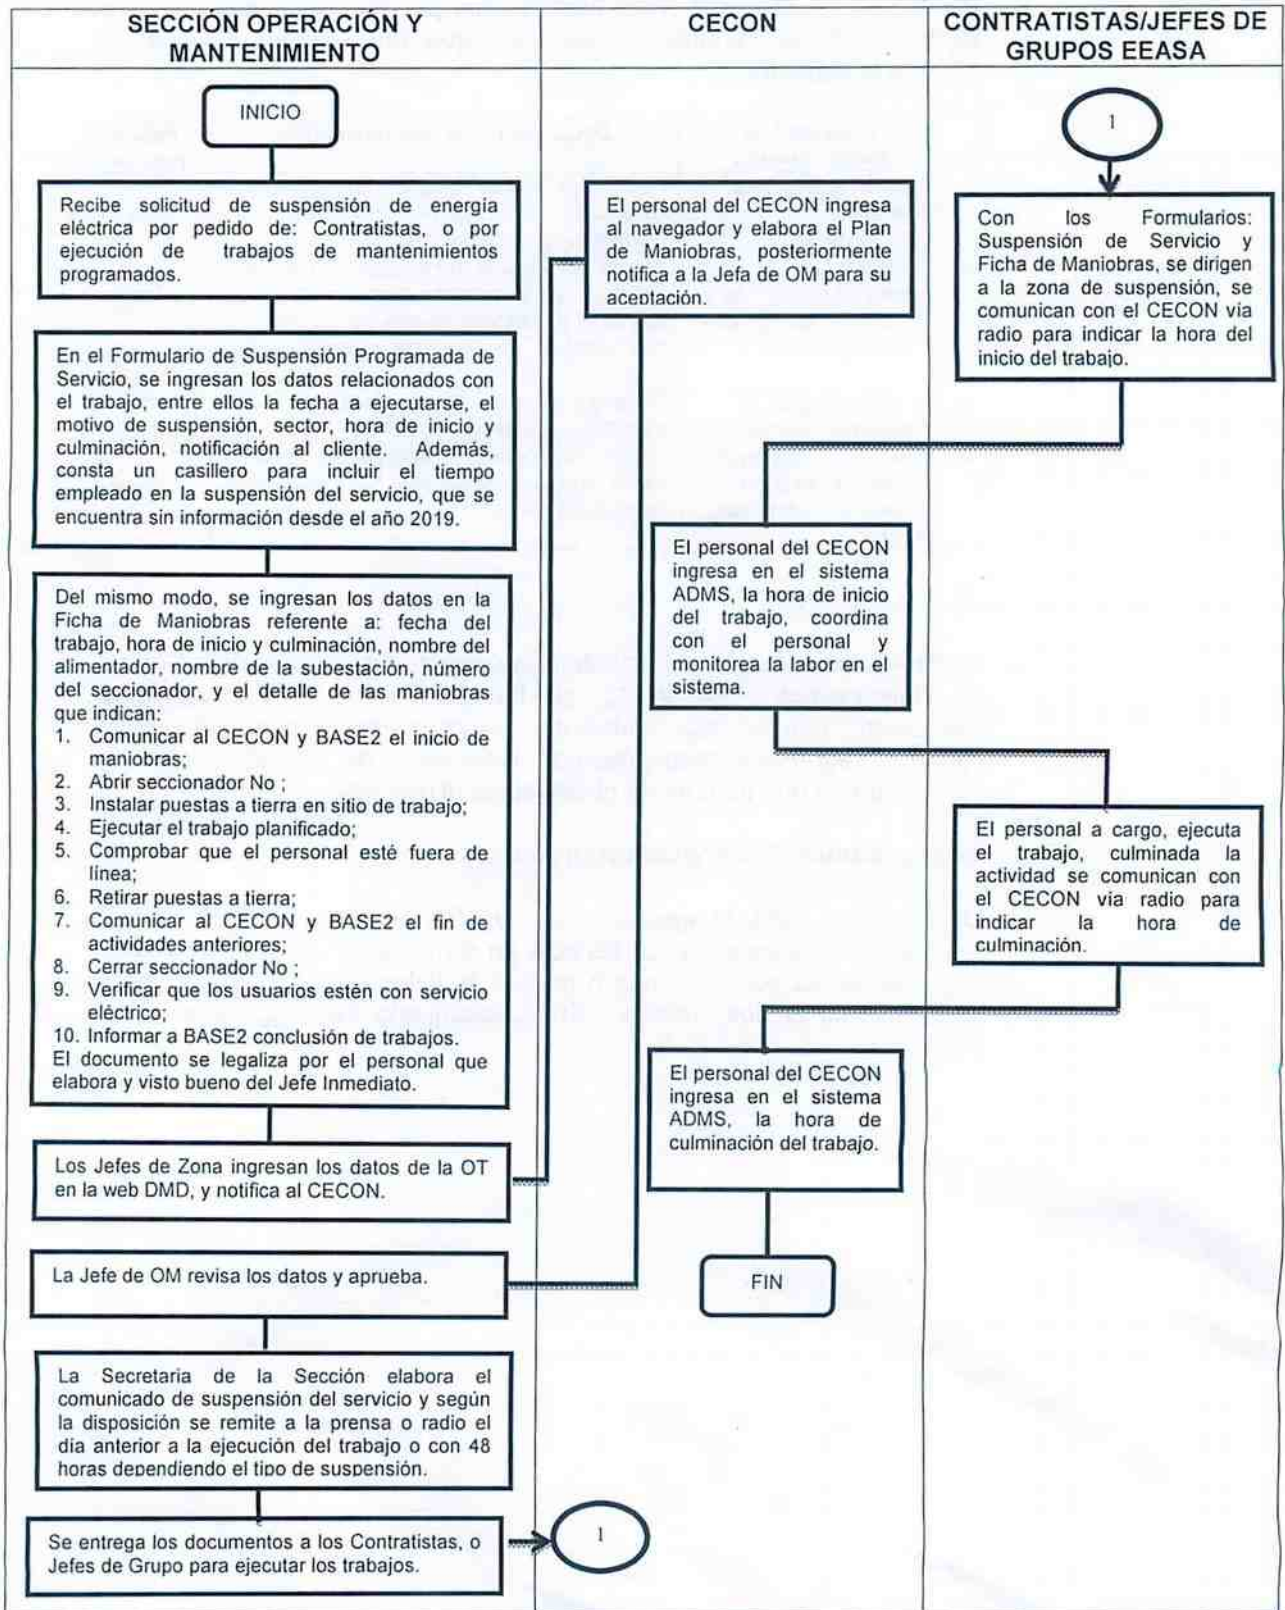 SECCIÓN OPERACIÓN Y
MANTENIMIENTO
CECON
CONTRATISTAS/JEFES DE
GRUPOS EEASA
INICIO
Recibe solicitud de suspensión de energía
eléctrica por pedido de: Contratistas, o por
ejecución de trabajos de mantenimientos
programados.
En el Formulario de Suspensión Programada de
Servicio, se ingresan los datos relacionados con
el trabajo, entre ellos la fecha a ejecutarse, el
motivo de suspensión, sector, hora de inicio y
culminación, notificación al cliente. Además,
consta un casillero para incluir el tiempo
empleado en la suspensión del servicio, que se
encuentra sin información desde el año 2019.
Del mismo modo, se ingresan los datos en la
Ficha de Maniobras referente a: fecha del
trabajo, hora de inicio y culminación, nombre del
alimentador, nombre de la subestación, número
del seccionador, y el detalle de las maniobras
que indican:
1. Comunicar al CECON y BASE2 el inicio de
maniobras;
2. Abrir seccionador No ;
3. Instalar puestas a tierra en sitio de trabajo;
4. Ejecutar el trabajo planificado;
5. Comprobar que el personal esté fuera de
línea;
6. Retirar puestas a tierra;
7. Comunicar al CECON y BASE2 el fin de
actividades anteriores;
8. Cerrar seccionador No ;
9. Verificar que los usuarios estén con servicio
eléctrico;
10. Informar a BASE2 conclusión de trabajos.
El documento se legaliza por el personal que
elabora y visto bueno del Jefe Inmediato.
Los Jefes de Zona ingresan los datos de la OT
en la web DMD, y notifica al CECON.
La Jefe de OM revisa los datos y aprueba.
La Secretaria de la Sección elabora el
comunicado de suspensión del servicio y según
la disposición se remite a la prensa o radio el
día anterior a la ejecución del trabajo o con 48
horas dependiendo el tipo de suspensión.
Se entrega los documentos a los Contratistas, o
Jefes de Grupo para ejecutar los trabajos.
El personal del CECON ingresa
al navegador y elabora el Plan
de Maniobras, posteriormente
notifica a la Jefa de OM para su
aceptación.
El personal del CECON
ingresa en el sistema
ADMS, la hora de inicio
del trabajo, coordina
con el personal y
monitorea la labor en el
sistema.
El personal del CECON
ingresa en el sistema
ADMS, la hora de
culminación del trabajo.
FIN
1
1
Con los Formularios:
Suspensión de Servicio y
Ficha de Maniobras, se dirigen
a la zona de suspensión, se
comunican con el CECON vía
radio para indicar la hora del
inicio del trabajo.
El personal a cargo, ejecuta
el trabajo, culminada la
actividad se comunican con
el CECON vía radio para
indicar la hora de
culminación.